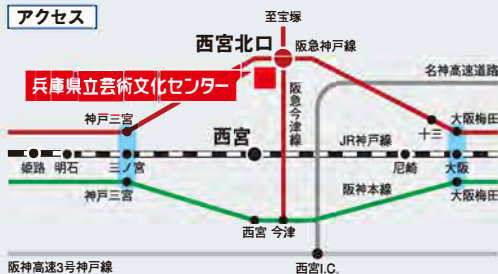 アクセス
至宝塚
西宮北口
阪急神戸線
名神高速道路
兵庫県立芸術文化センター
阪急今津線
神戸三宮
十三
大阪梅田
西宮
JR神戸線
姫路
明石
三ノ宮
尼崎
大阪
神戸三宮
阪神本線
大阪梅田
西宮
今津
阪神高速3号神戸線
西宮I.C.